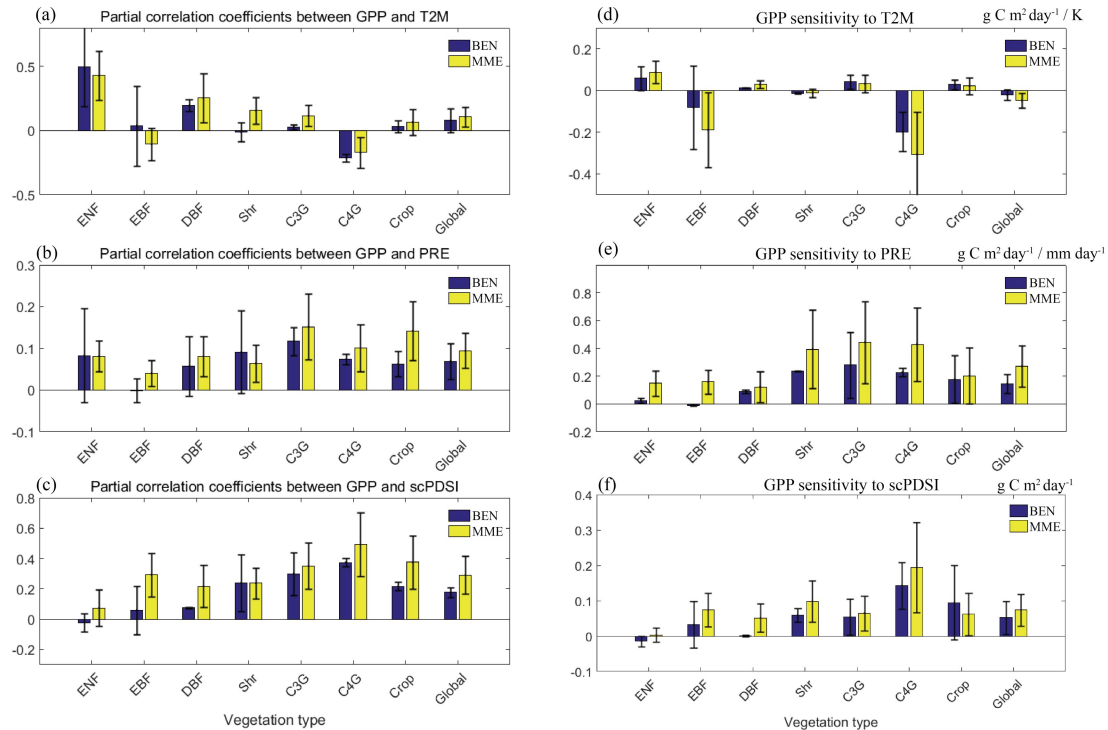 (a) Partial correlation coefficients between GPP and T2M
BEN
MME
0.5
0
-0.5
ENF EBF DBF Shr C3G C4G Crop Global
(b) Partial correlation coefficients between GPP and PRE
BEN
MME
0.3
0.2
0.1
0
-0.1
ENF EBF DBF Shr C3G C4G Crop Global
(c) Partial correlation coefficients between GPP and scPDSI
BEN
MME
0.8
0.6
0.4
0.2
0
-0.2
ENF EBF DBF Shr C3G C4G Crop Global
Vegetation type
(d) GPP sensitivity to T2M g C m² day⁻¹ / K
BEN
MME
0.2
0
-0.2
-0.4
ENF EBF DBF Shr C3G C4G Crop Global
(e) GPP sensitivity to PRE g C m² day⁻¹ / mm day⁻¹
BEN
MME
0.8
0.6
0.4
0.2
0
-0.2
ENF EBF DBF Shr C3G C4G Crop Global
(f) GPP sensitivity to scPDSI g C m² day⁻¹
BEN
MME
0.4
0.3
0.2
0.1
0
-0.1
ENF EBF DBF Shr C3G C4G Crop Global
Vegetation type